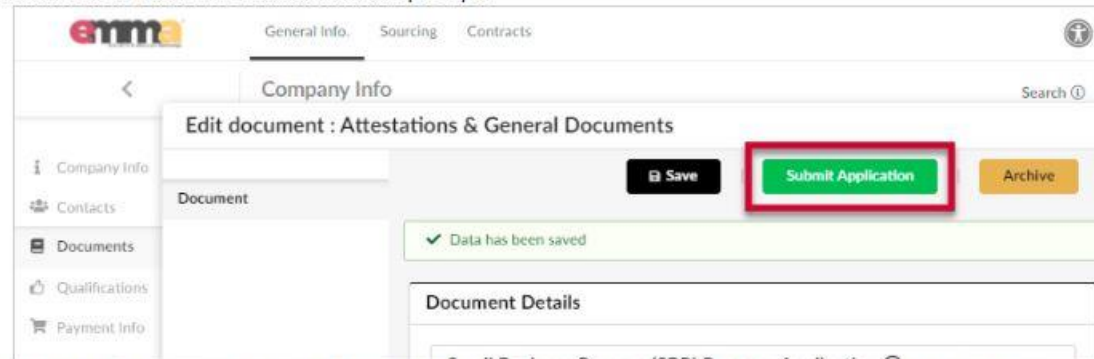 emma
General Info. Sourcing Contracts
Company Info
Search
Edit document : Attestations & General Documents
Company Info
Contacts
Documents
Qualifications
Payment Info
Document
Save
Submit Application
Archive
Data has been saved
Document Details